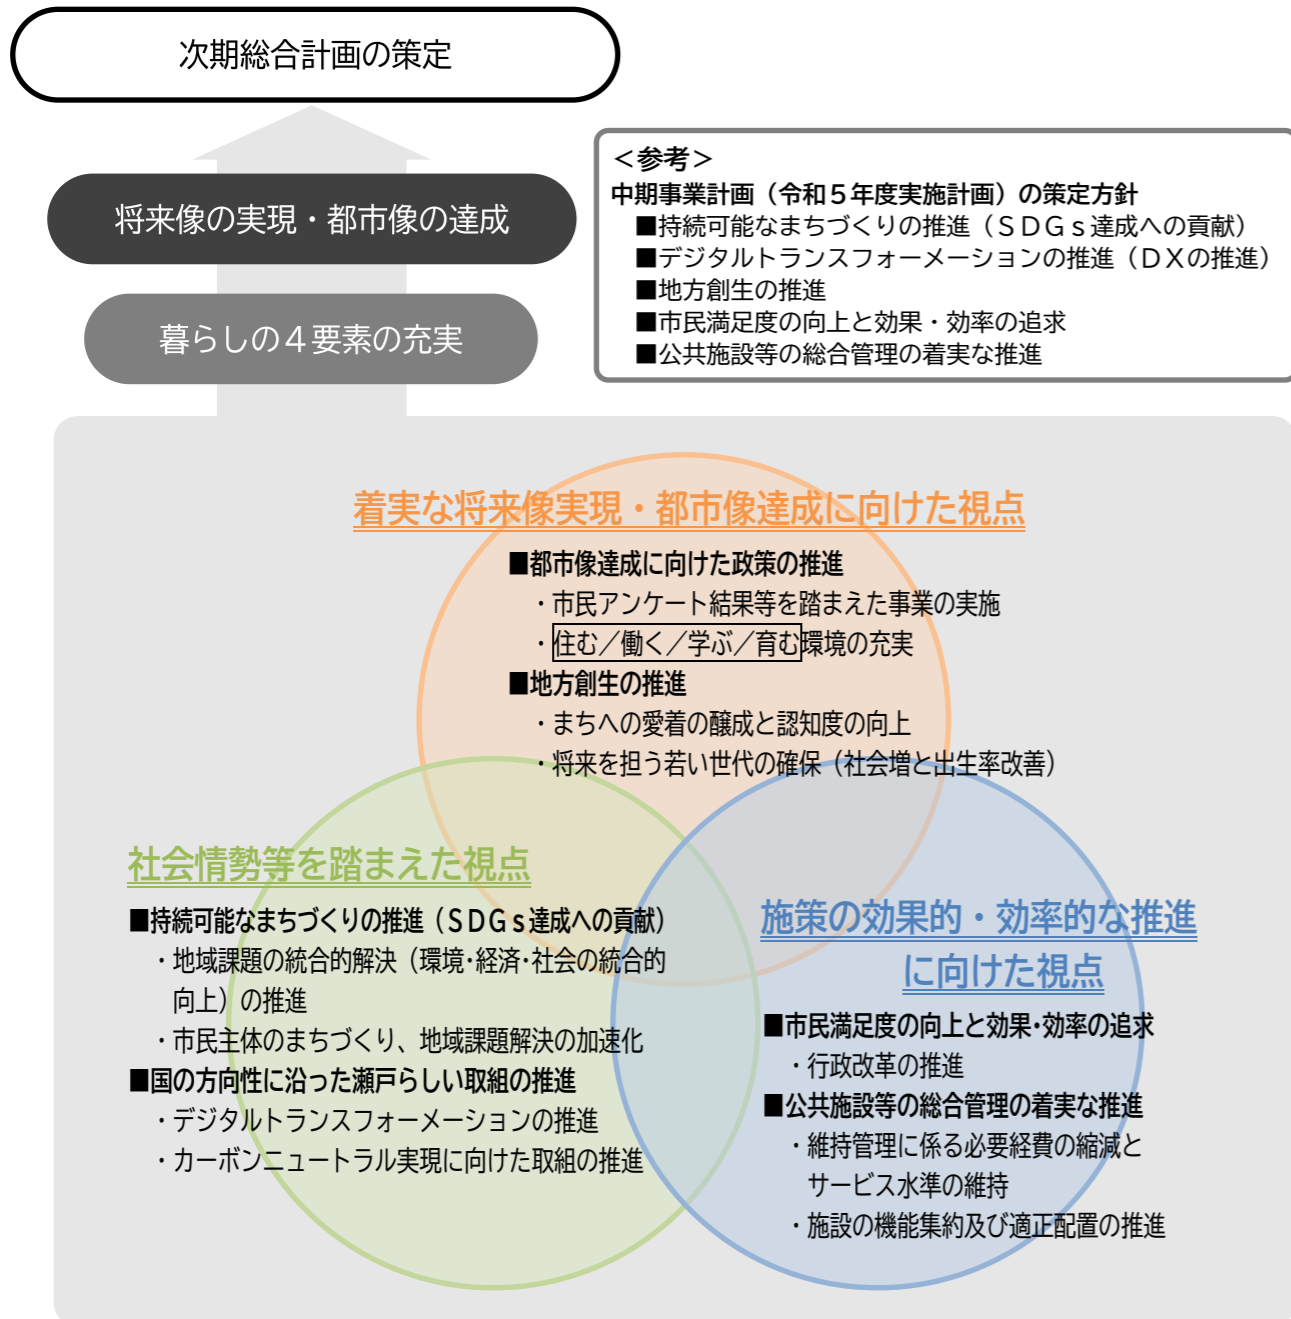 次期総合計画の策定
将来像の実現・都市像の達成
暮らしの４要素の充実
＜参考＞
中期事業計画（令和５年度実施計画）の策定方針
■持続可能なまちづくりの推進（ＳＤＧｓ達成への貢献）
■デジタルトランスフォーメーションの推進（ＤＸの推進）
■地方創生の推進
■市民満足度の向上と効果・効率の追求
■公共施設等の総合管理の着実な推進
着実な将来像実現・都市像達成に向けた視点
■都市像達成に向けた政策の推進
・市民アンケート結果等を踏まえた事業の実施
・住む／働く／学ぶ／育む環境の充実
■地方創生の推進
・まちへの愛着の醸成と認知度の向上
・将来を担う若い世代の確保（社会増と出生率改善）
社会情勢等を踏まえた視点
■持続可能なまちづくりの推進（ＳＤＧｓ達成への貢献）
・地域課題の統合的解決（環境･経済･社会の統合的
向上）の推進
・市民主体のまちづくり、地域課題解決の加速化
■国の方向性に沿った瀬戸らしい取組の推進
・デジタルトランスフォーメーションの推進
・カーボンニュートラル実現に向けた取組の推進
施策の効果的・効率的な推進
に向けた視点
■市民満足度の向上と効果･効率の追求
・行政改革の推進
■公共施設等の総合管理の着実な推進
・維持管理に係る必要経費の縮減と
サービス水準の維持
・施設の機能集約及び適正配置の推進